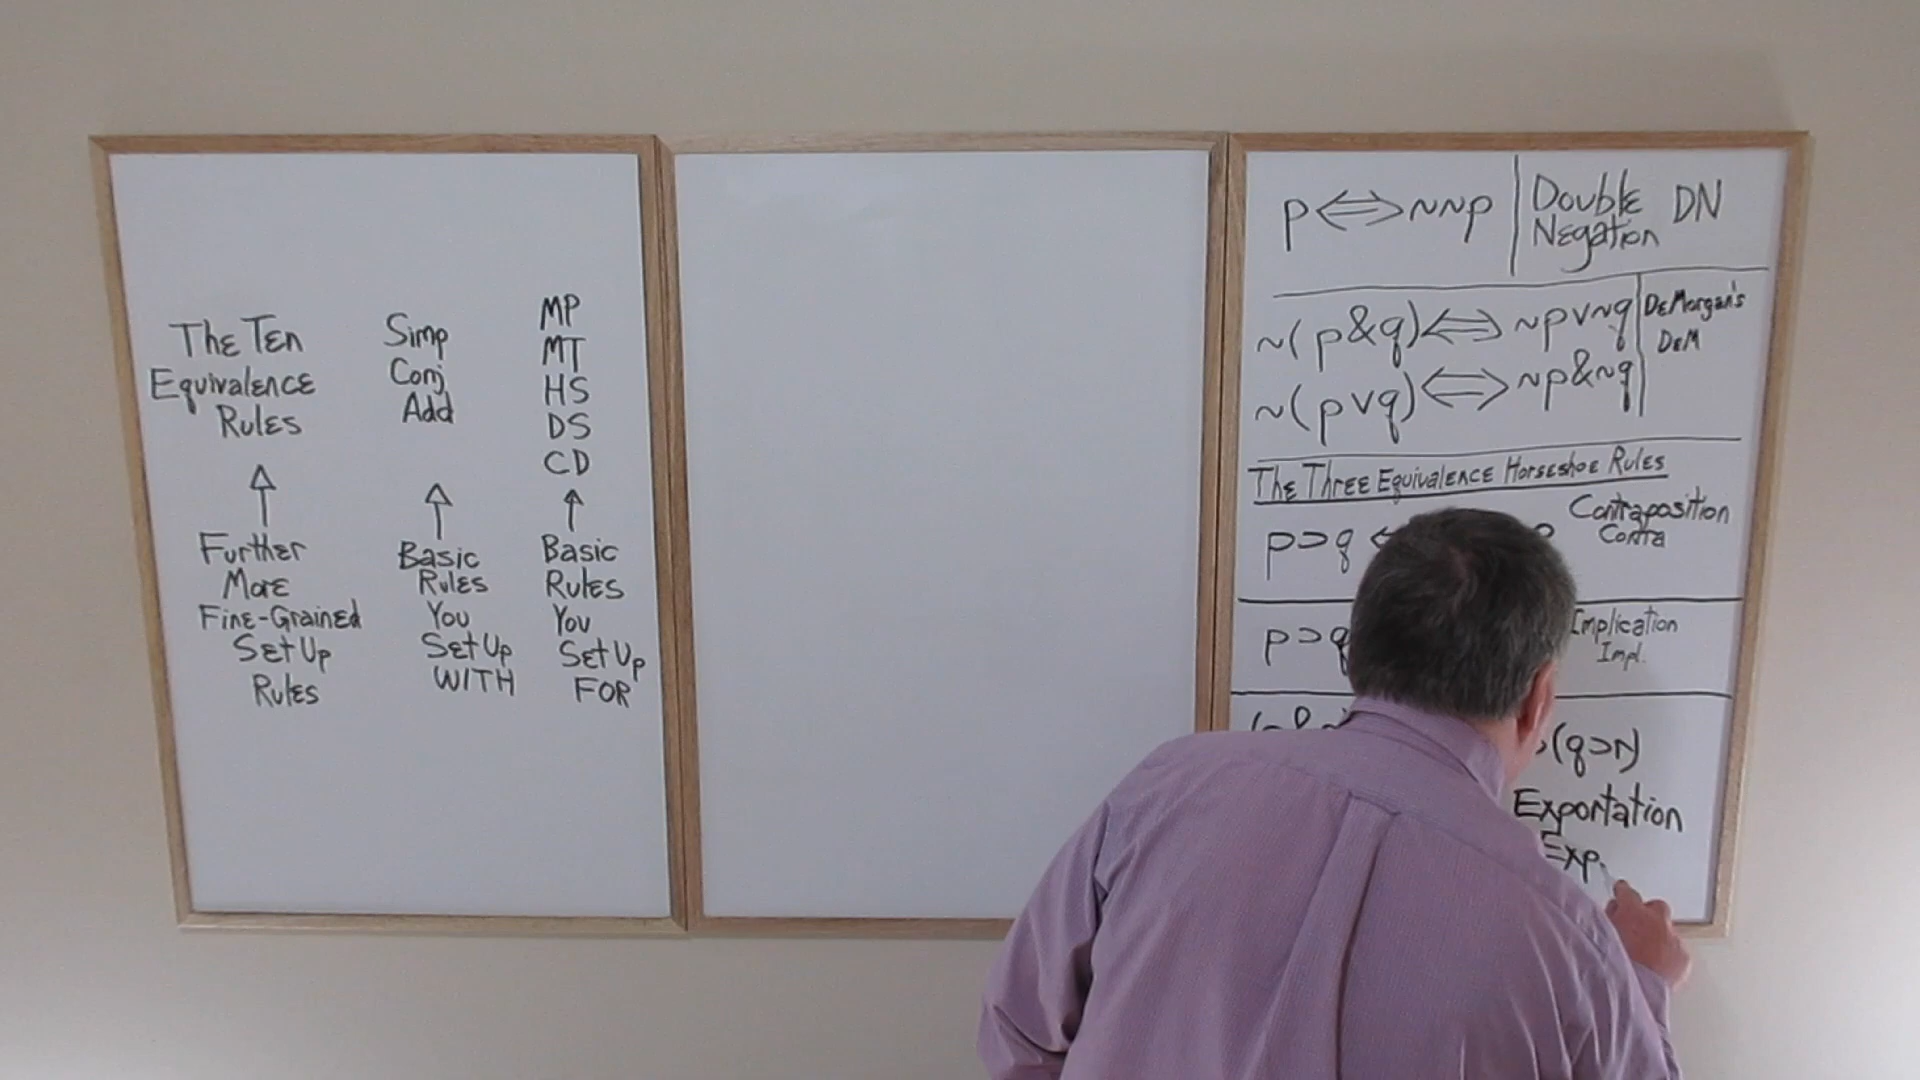 The Ten
Equivalence
Rules
Further
More
Fine-Grained
Set Up
Rules
Simp
Conj
Add
Basic
Rules
You
Set Up
WITH
MP
MT
HS
DS
CD
Basic
Rules
You
Set Up
FOR
p⇔~~p Double Negation DN
~(p&q)⇔~pv~q DeMorgan's
DeM
~(pvq)⇔~p&~q
The Three Equivalence Horseshoe Rules
p⊃q Contraposition
Contra
p⊃q Implication
Impl.
(q⊃r)
Exportation
Exp.